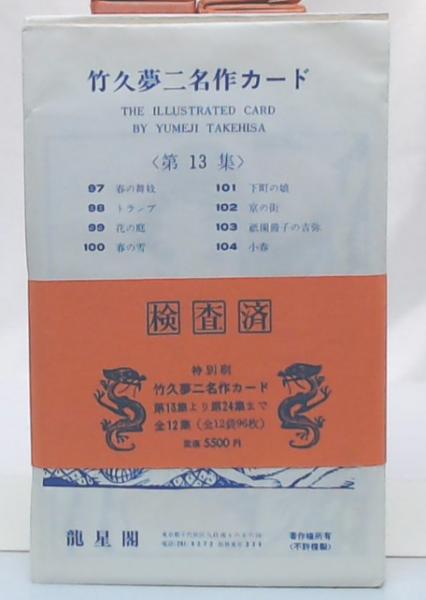 竹久夢二名作カード
THE ILLUSTRATED CARD
BY YUMEJI TAKEHISA
〈第 13 集〉
97 春の舞妓
98 トランプ
99 花の庭
100 春の雪
101 下町の娘
102 京の街
103 祇園冊子の吉弥
104 小春
検査済
特別刷
竹久夢二名作カード
第13集より第24集まで
全12集(全12袋96枚)
定価 5500円
龍星閣
著作権所有
(不許複製)